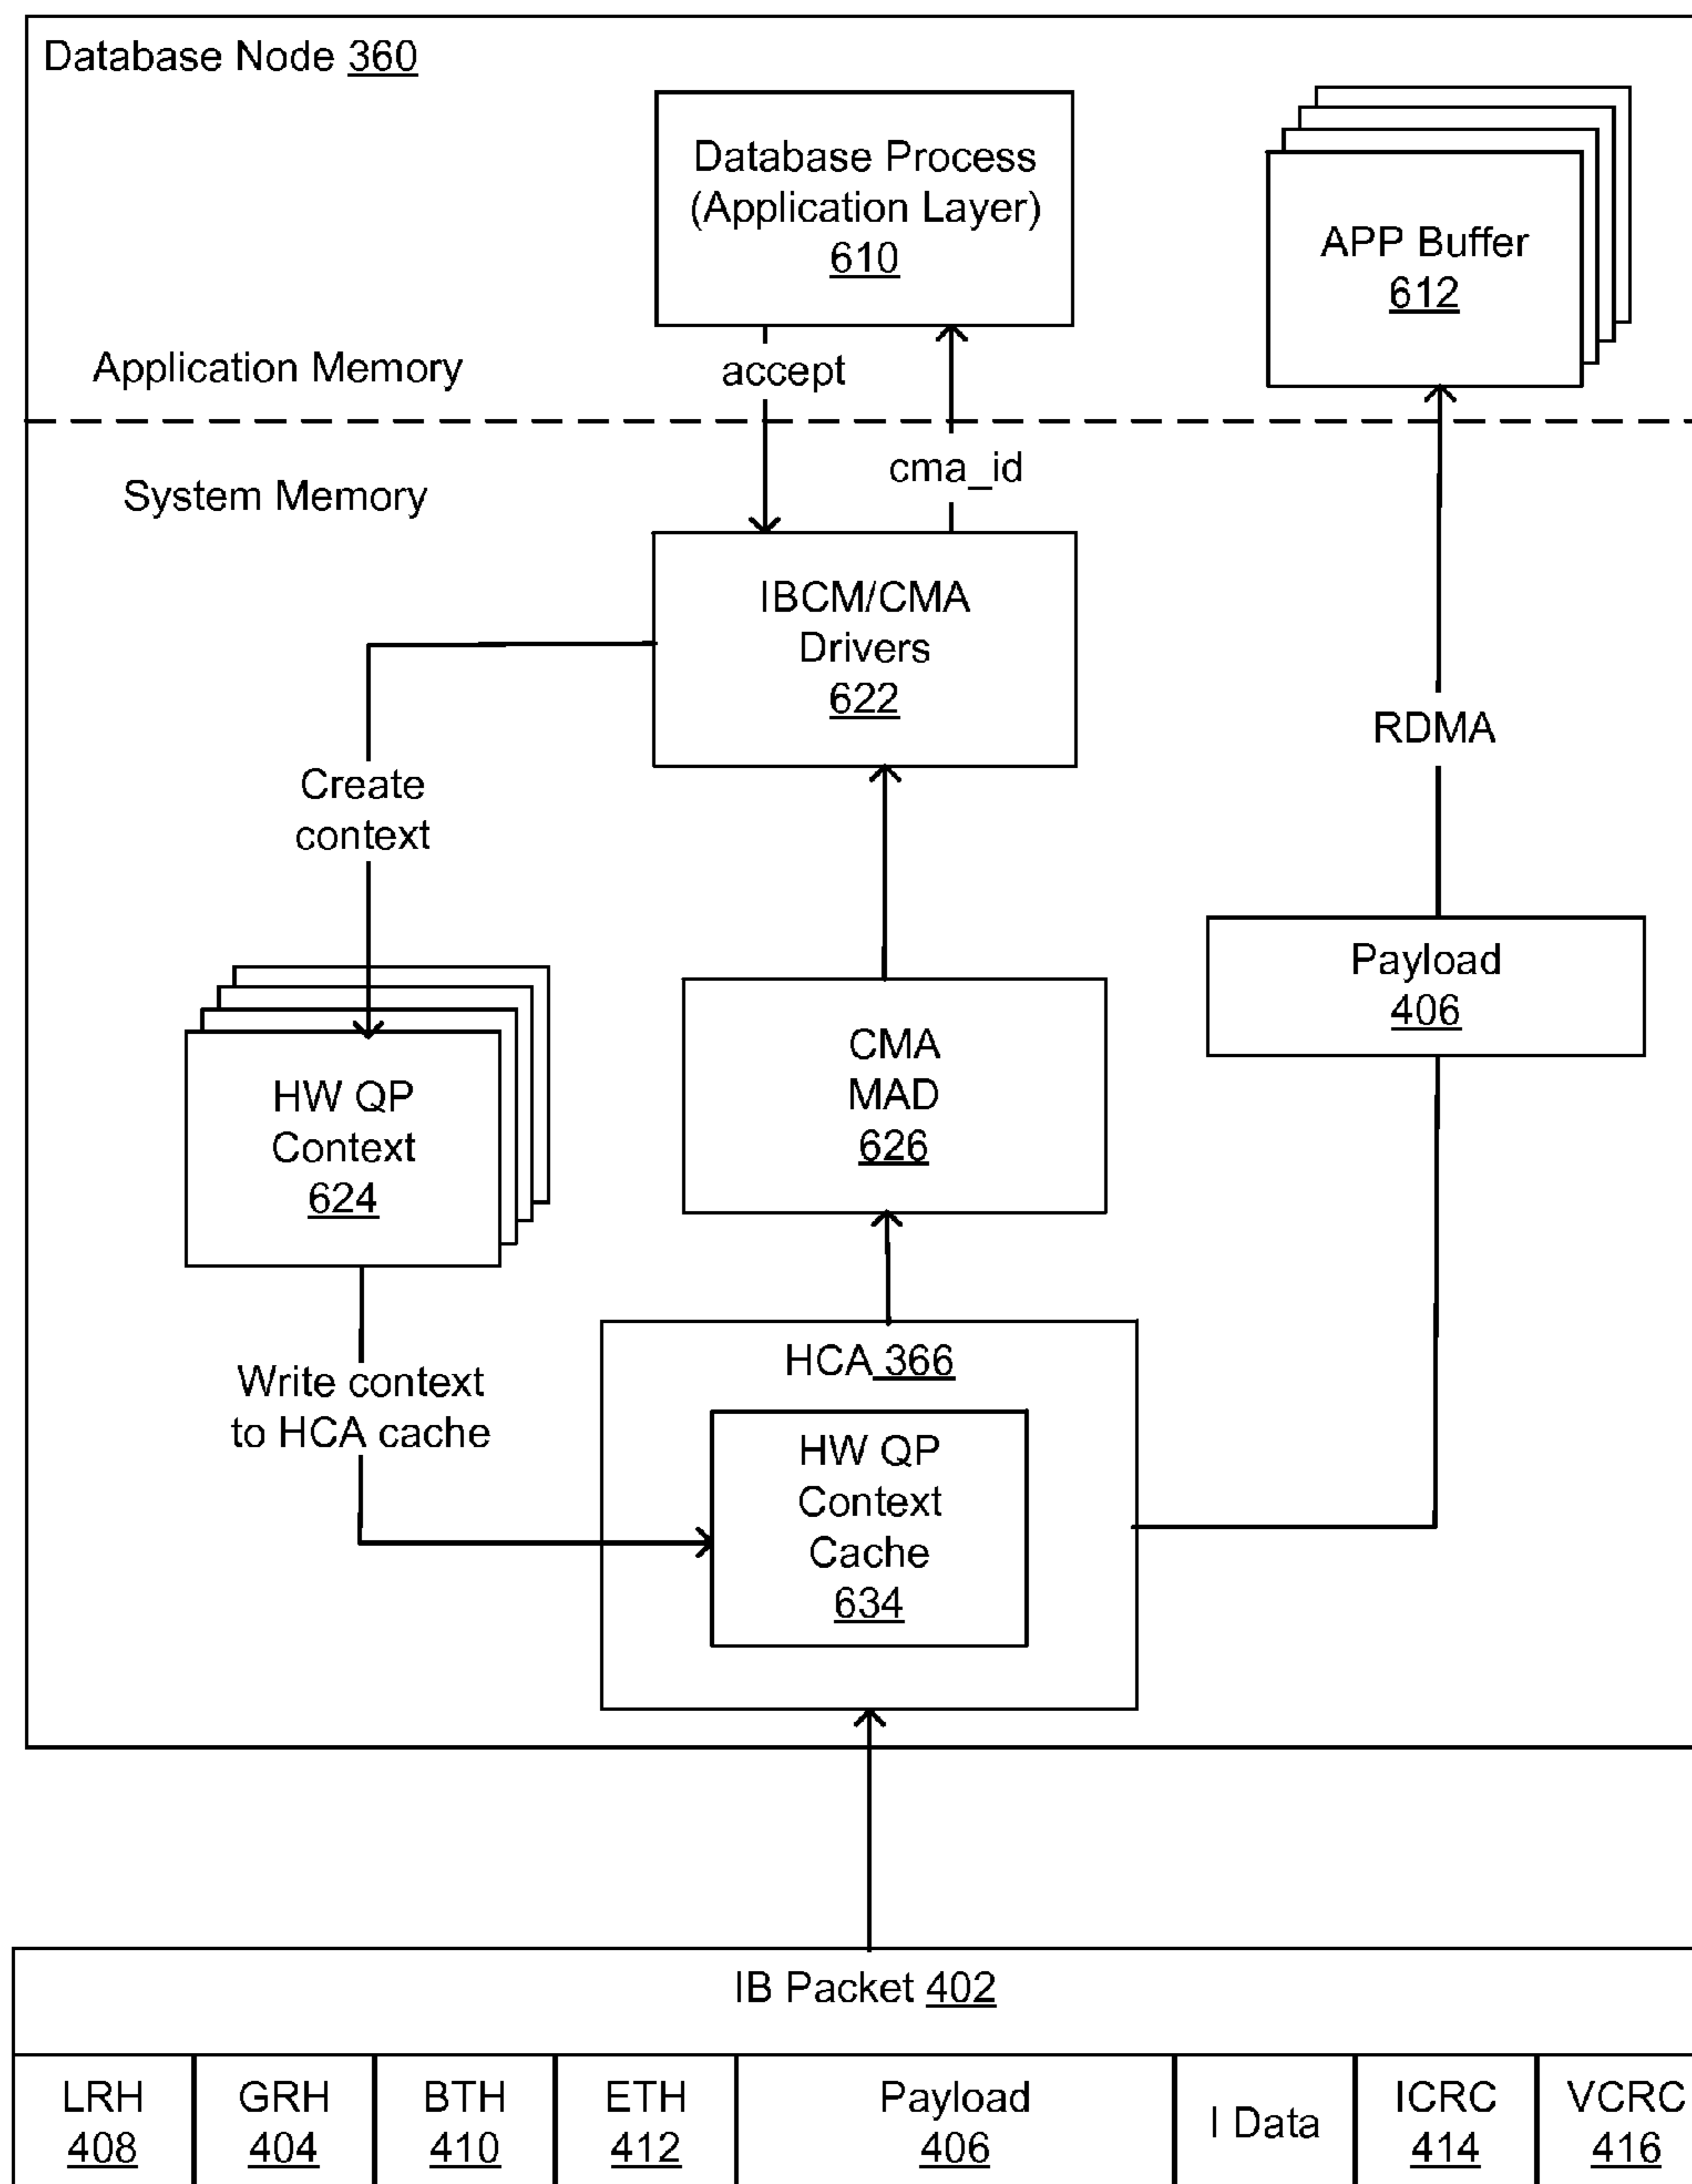 Database Node 360
Database Process
(Application Layer)
610
APP Buffer
612
Application Memory
accept
cma_id
System Memory
IBCM/CMA
Drivers
622
RDMA
Create
context
Payload
406
CMA
MAD
626
HW QP
Context
624
HCA 366
Write context
to HCA cache
HW QP
Context
Cache
634
IB Packet 402
LRH
408
GRH
404
BTH
410
ETH
412
Payload
406
I Data
ICRC
414
VCRC
416